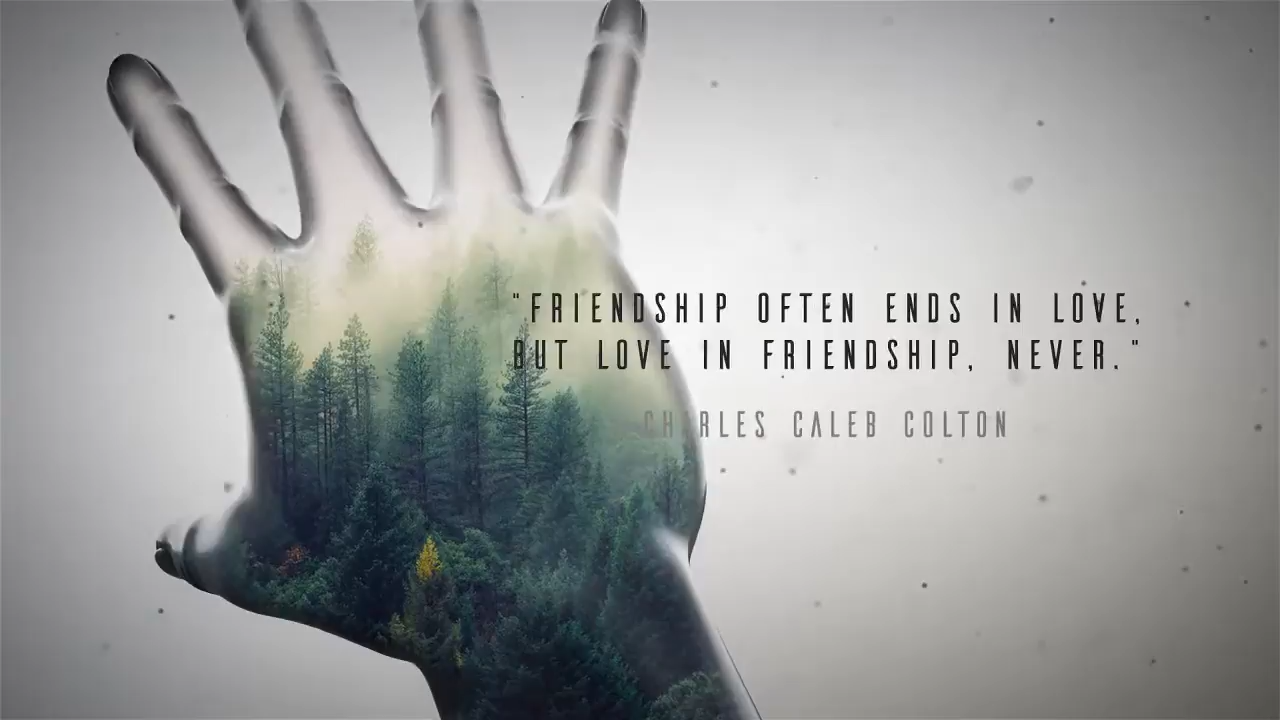 "FRIENDSHIP OFTEN ENDS IN LOVE,
BUT LOVE IN FRIENDSHIP, NEVER."
CHARLES CALEB COLTON